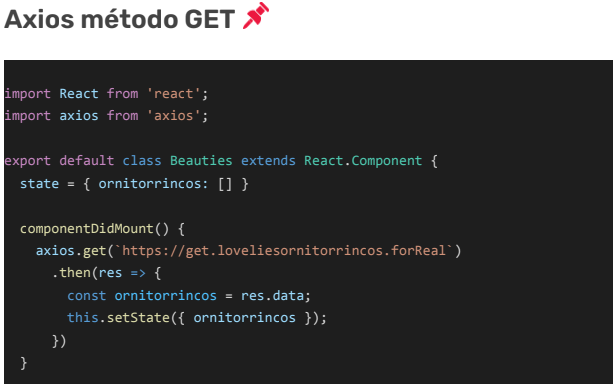 Axios método GET 📌
import React from 'react';
import axios from 'axios';
export default class Beauties extends React.Component {
  state = { ornitorrincos: [] }
  componentDidMount() {
    axios.get(`https://get.loveliesornitorrincos.forReal`)
      .then(res => {
        const ornitorrincos = res.data;
        this.setState({ ornitorrincos });
      })
  }